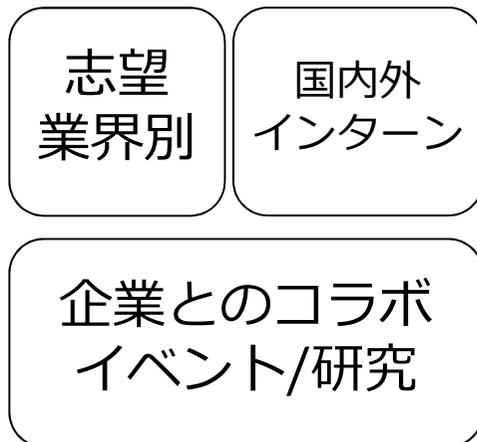 志望
業界別
国内外
インターン
企業とのコラボ
イベント/研究